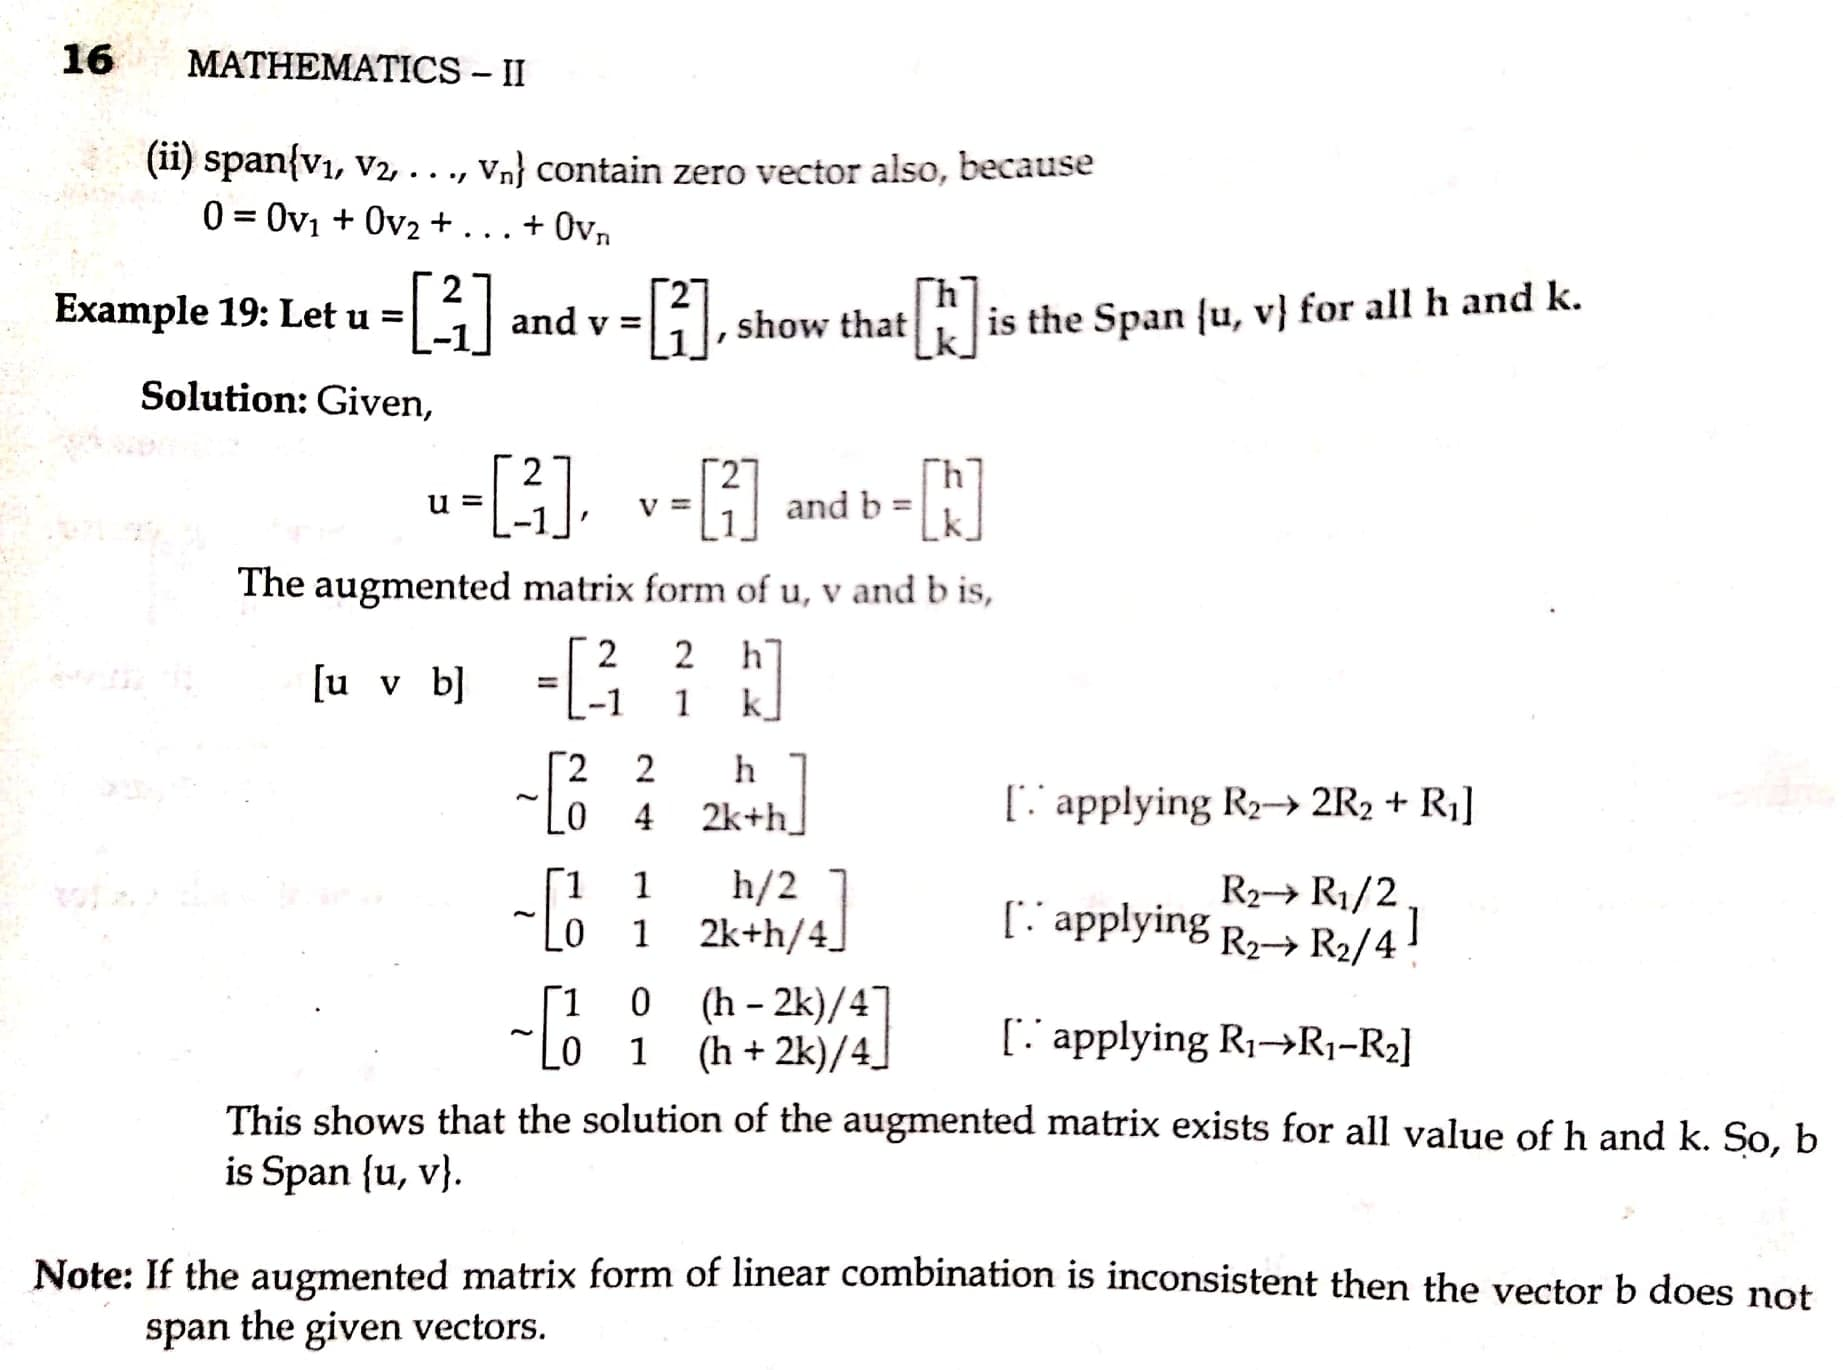 16 MATHEMATICS – II
(ii) span{v₁, v₂, . . ., vₙ} contain zero vector also, because
0 = 0v₁ + 0v₂ + . . . + 0vₙ
Example 19: Let u = [2 -1] and v = [2 1], show that [h k] is the Span {u, v} for all h and k.
Solution: Given,
u = [2 -1], v = [2 1] and b = [h k]
The augmented matrix form of u, v and b is,
[u v b] = [2 2 h
-1 1 k]
~ [2 2 h
0 4 2k+h] [∵ applying R₂→ 2R₂ + R₁]
~ [1 1 h/2
0 1 2k+h/4] [∵ applying R₂→ R₁/2 R₂→ R₂/4 ]
~ [1 0 (h – 2k)/4
0 1 (h + 2k)/4] [∵ applying R₁→R₁–R₂]
This shows that the solution of the augmented matrix exists for all value of h and k. So, b
is Span {u, v}.
Note: If the augmented matrix form of linear combination is inconsistent then the vector b does not
span the given vectors.